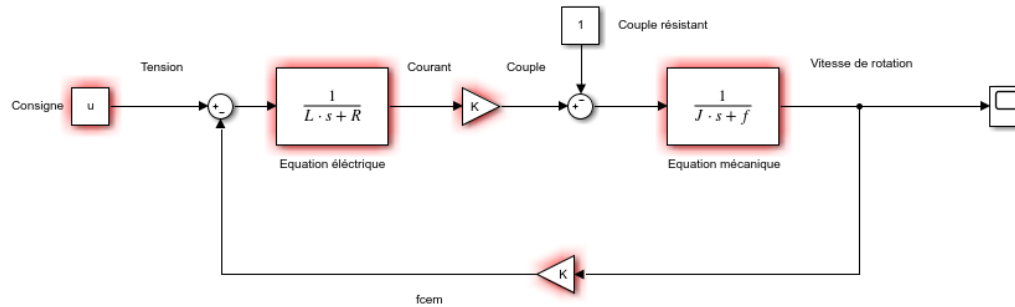 1
Couple résistant
Tension
Courant
Couple
Vitesse de rotation
Consigne
u
+
−
1
L · s + R
K
+
−
1
J · s + f
Equation éléctrique
Equation mécanique
K
fcem